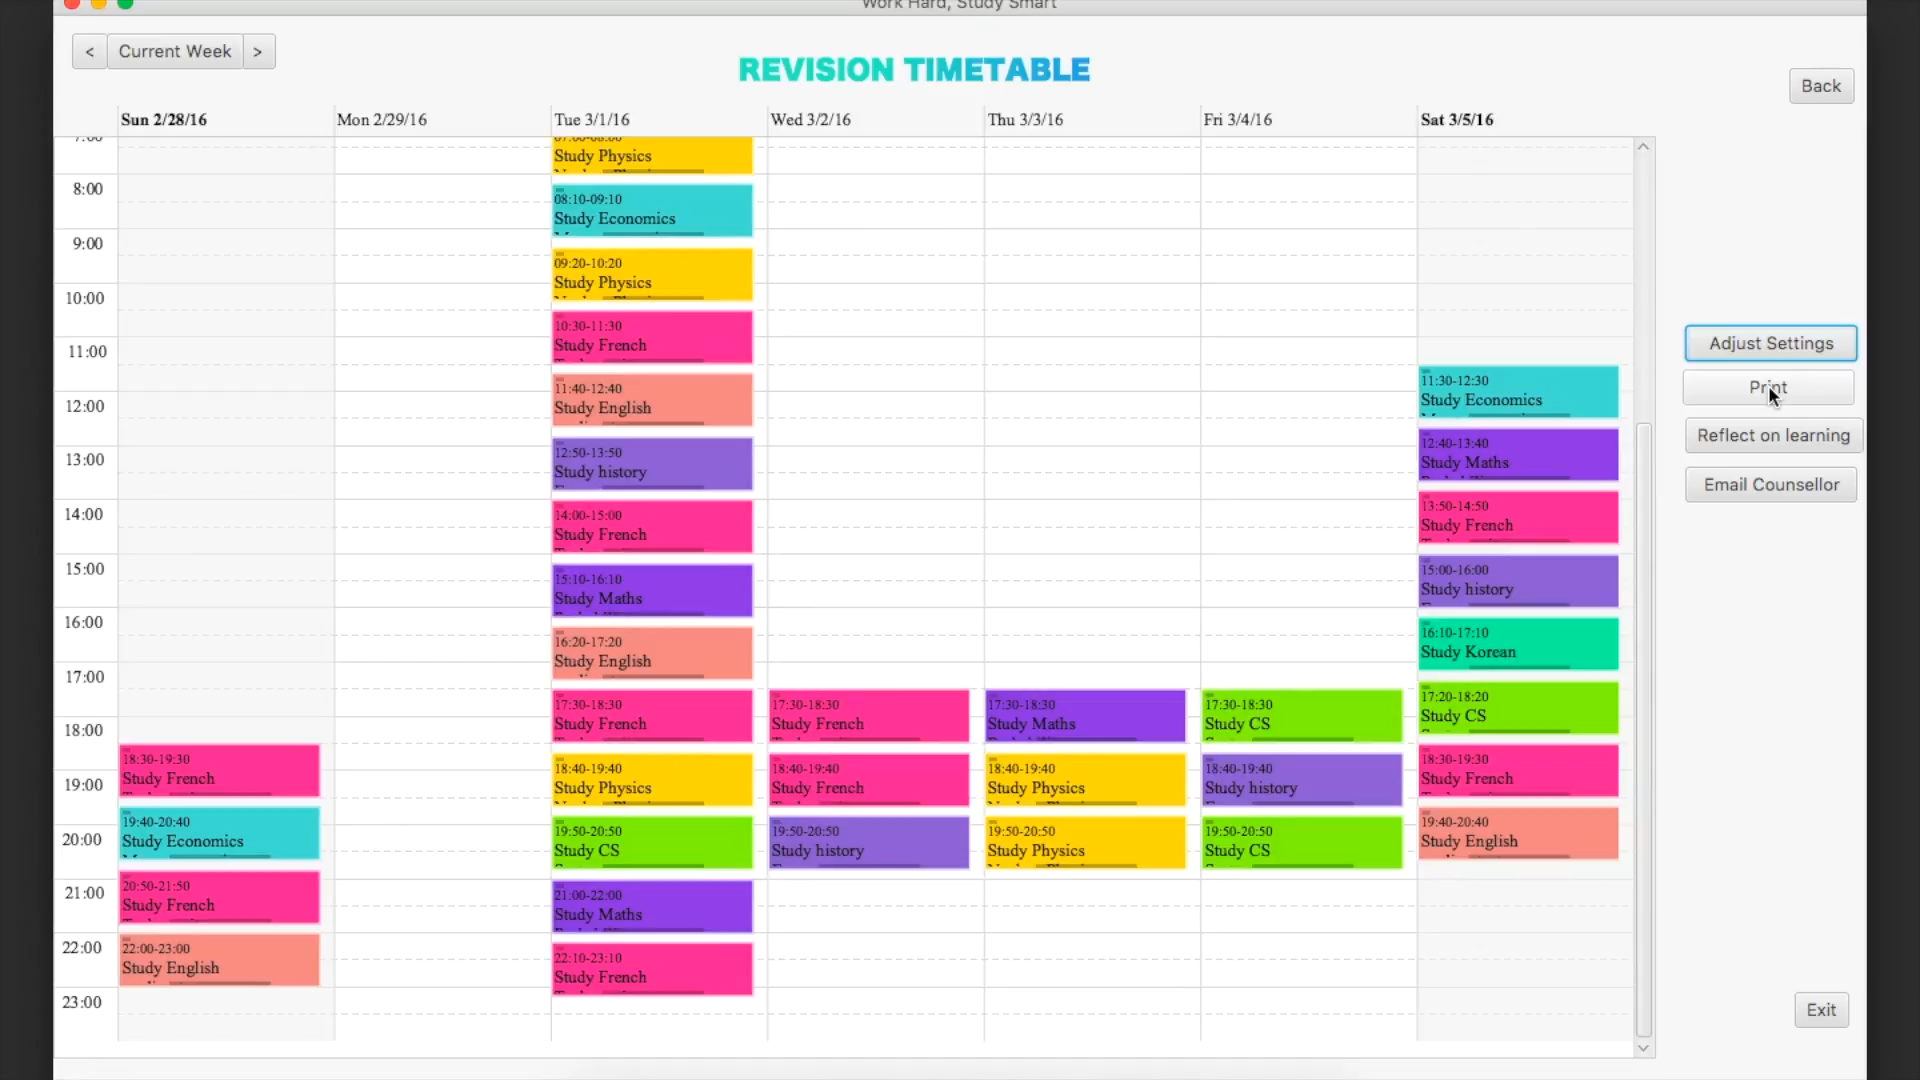 Work Hard, Study Smart
< Current Week >
REVISION TIMETABLE
Back
Sun 2/28/16 Mon 2/29/16 Tue 3/1/16 Wed 3/2/16 Thu 3/3/16 Fri 3/4/16 Sat 3/5/16
7:00
8:00
9:00
10:00
11:00
12:00
13:00
14:00
15:00
16:00
17:00
18:00
19:00
20:00
21:00
22:00
23:00
18:30-19:30
Study French
19:40-20:40
Study Economics
20:50-21:50
Study French
22:00-23:00
Study English
07:00-08:00
Study Physics
08:10-09:10
Study Economics
09:20-10:20
Study Physics
10:30-11:30
Study French
11:40-12:40
Study English
12:50-13:50
Study history
14:00-15:00
Study French
15:10-16:10
Study Maths
16:20-17:20
Study English
17:30-18:30
Study French
18:40-19:40
Study Physics
19:50-20:50
Study CS
21:00-22:00
Study Maths
22:10-23:10
Study French
17:30-18:30
Study French
18:40-19:40
Study French
19:50-20:50
Study history
17:30-18:30
Study Maths
18:40-19:40
Study Physics
19:50-20:50
Study Physics
17:30-18:30
Study CS
18:40-19:40
Study history
19:50-20:50
Study CS
11:30-12:30
Study Economics
12:40-13:40
Study Maths
13:50-14:50
Study French
15:00-16:00
Study history
16:10-17:10
Study Korean
17:20-18:20
Study CS
18:30-19:30
Study French
19:40-20:40
Study English
Adjust Settings
Print
Reflect on learning
Email Counsellor
Exit